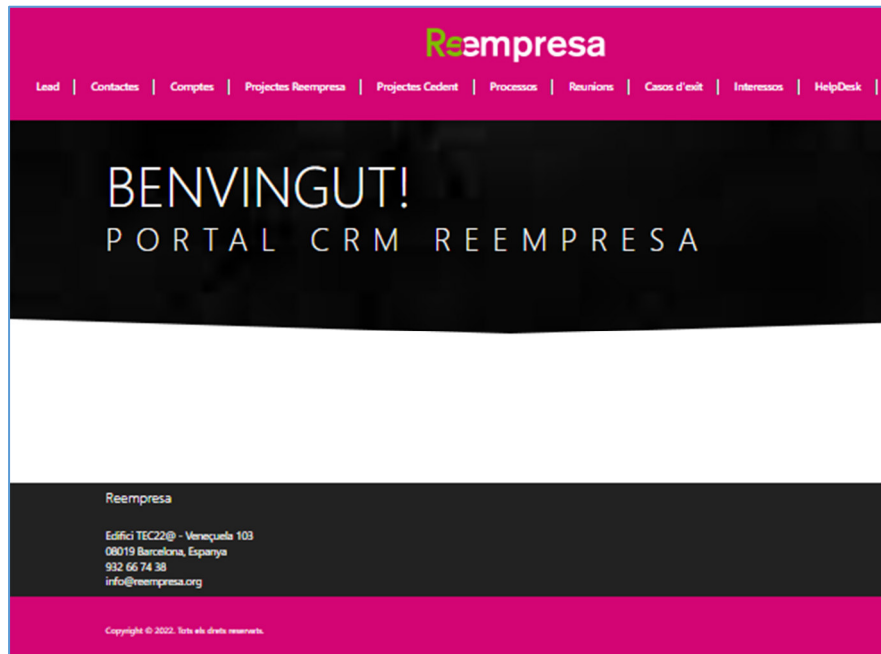 Reempresa
Lead | Contactes | Comptes | Projectes Reempresa | Projectes Cedent | Processos | Reunions | Casos d'exit | Interessos | HelpDesk |
BENVINGUT!
PORTAL CRM REEMPRESA
Reempresa
Edifici TEC22@ - Veneçuela 103
08019 Barcelona, Espanya
932 66 74 38
info@reempresa.org
Copyright © 2022. Tots els drets reservats.